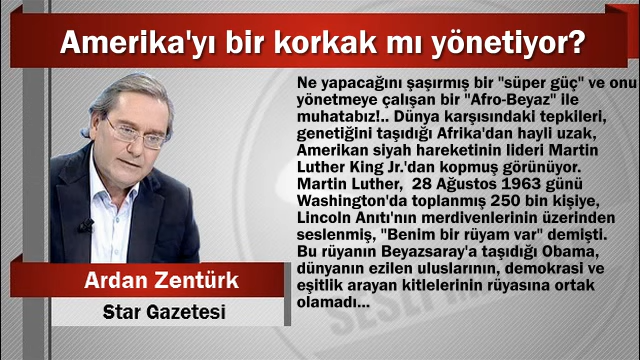 Amerika'yı bir korkak mı yönetiyor?
Ne yapacağını şaşırmış bir "süper güç" ve onu
yönetmeye çalışan bir "Afro-Beyaz" ile
muhatabız!.. Dünya karşısındaki tepkileri,
genetiğini taşıdığı Afrika'dan hayli uzak,
Amerikan siyah hareketinin lideri Martin
Luther King Jr.'dan kopmuş görünüyor.
Martin Luther,  28 Ağustos 1963 günü
Washington'da toplanmış 250 bin kişiye,
Lincoln Anıtı'nın merdivenlerinin üzerinden
seslenmiş, "Benim bir rüyam var" demişti.
Bu rüyanın Beyazsaray'a taşıdığı Obama,
dünyanın ezilen uluslarının, demokrasi ve
eşitlik arayan kitlelerinin rüyasına ortak
olamadı...
Ardan Zentürk
Star Gazetesi